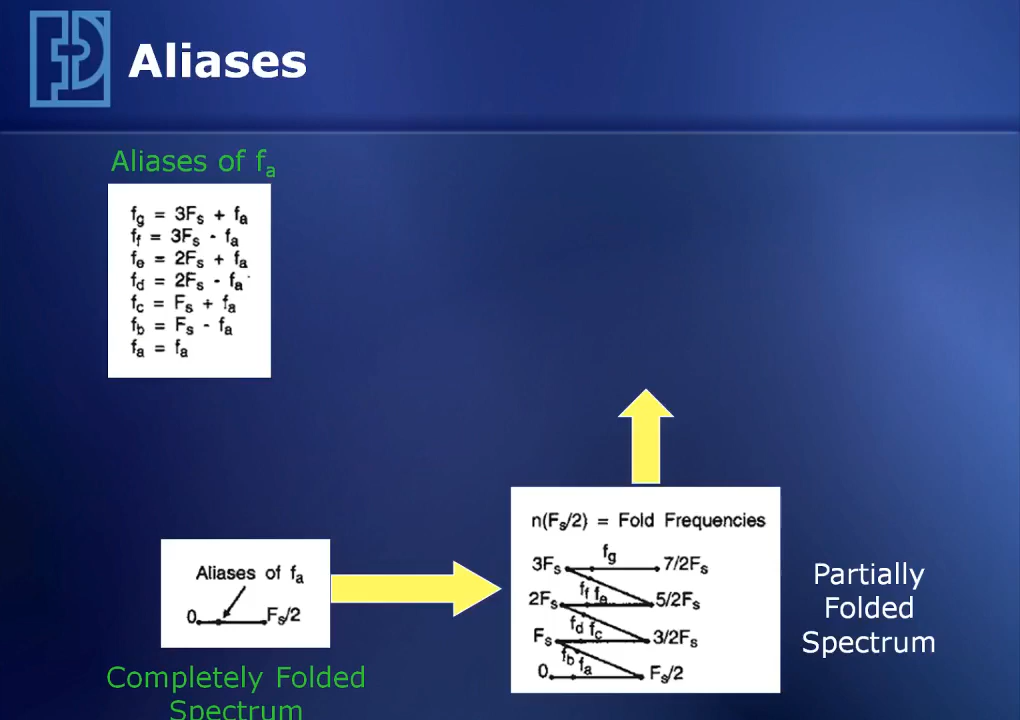 Aliases
Aliases of fa
fg = 3Fs + fa
ff = 3Fs - fa
fe = 2Fs + fa
fd = 2Fs - fa
fc = Fs + fa
fb = Fs - fa
fa = fa
n(Fs/2) = Fold Frequencies
fg
3Fs 7/2Fs
ff fe
2Fs 5/2Fs
fd fc
Fs 3/2Fs
fb fa
0 Fs/2
Aliases of fa
0 Fs/2
Partially
Folded
Spectrum
Completely Folded
Spectrum